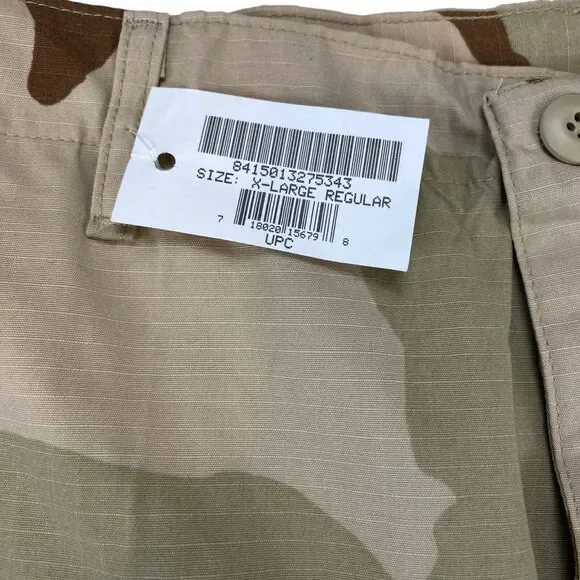 8415013275343
SIZE: X-LARGE REGULAR
7 18020 15679 8
UPC